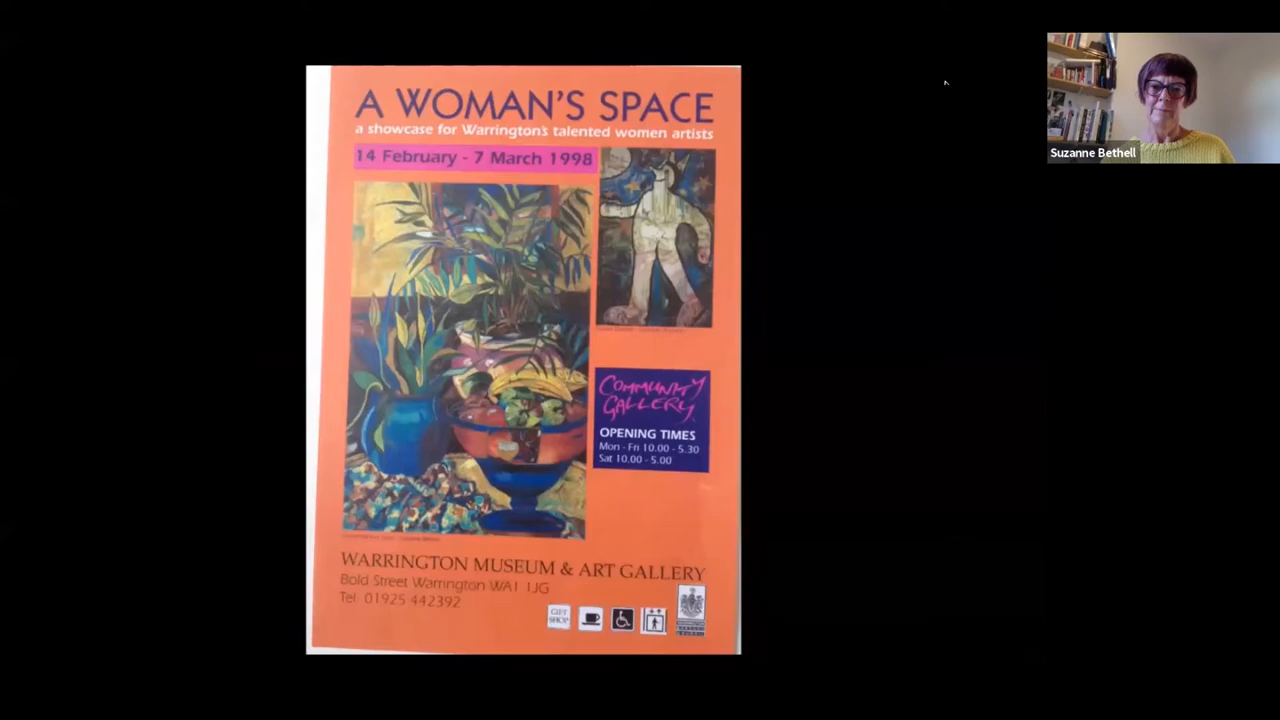 A WOMAN'S SPACE
a showcase for Warrington's talented women artists
14 February - 7 March 1998
COMMUNITY
GALLERY
OPENING TIMES
Mon - Fri 10.00 - 5.30
Sat 10.00 - 5.00
WARRINGTON MUSEUM & ART GALLERY
Bold Street Warrington WA1 1JG
Tel: 01925 442392
GIFT
SHOP
Suzanne Bethell